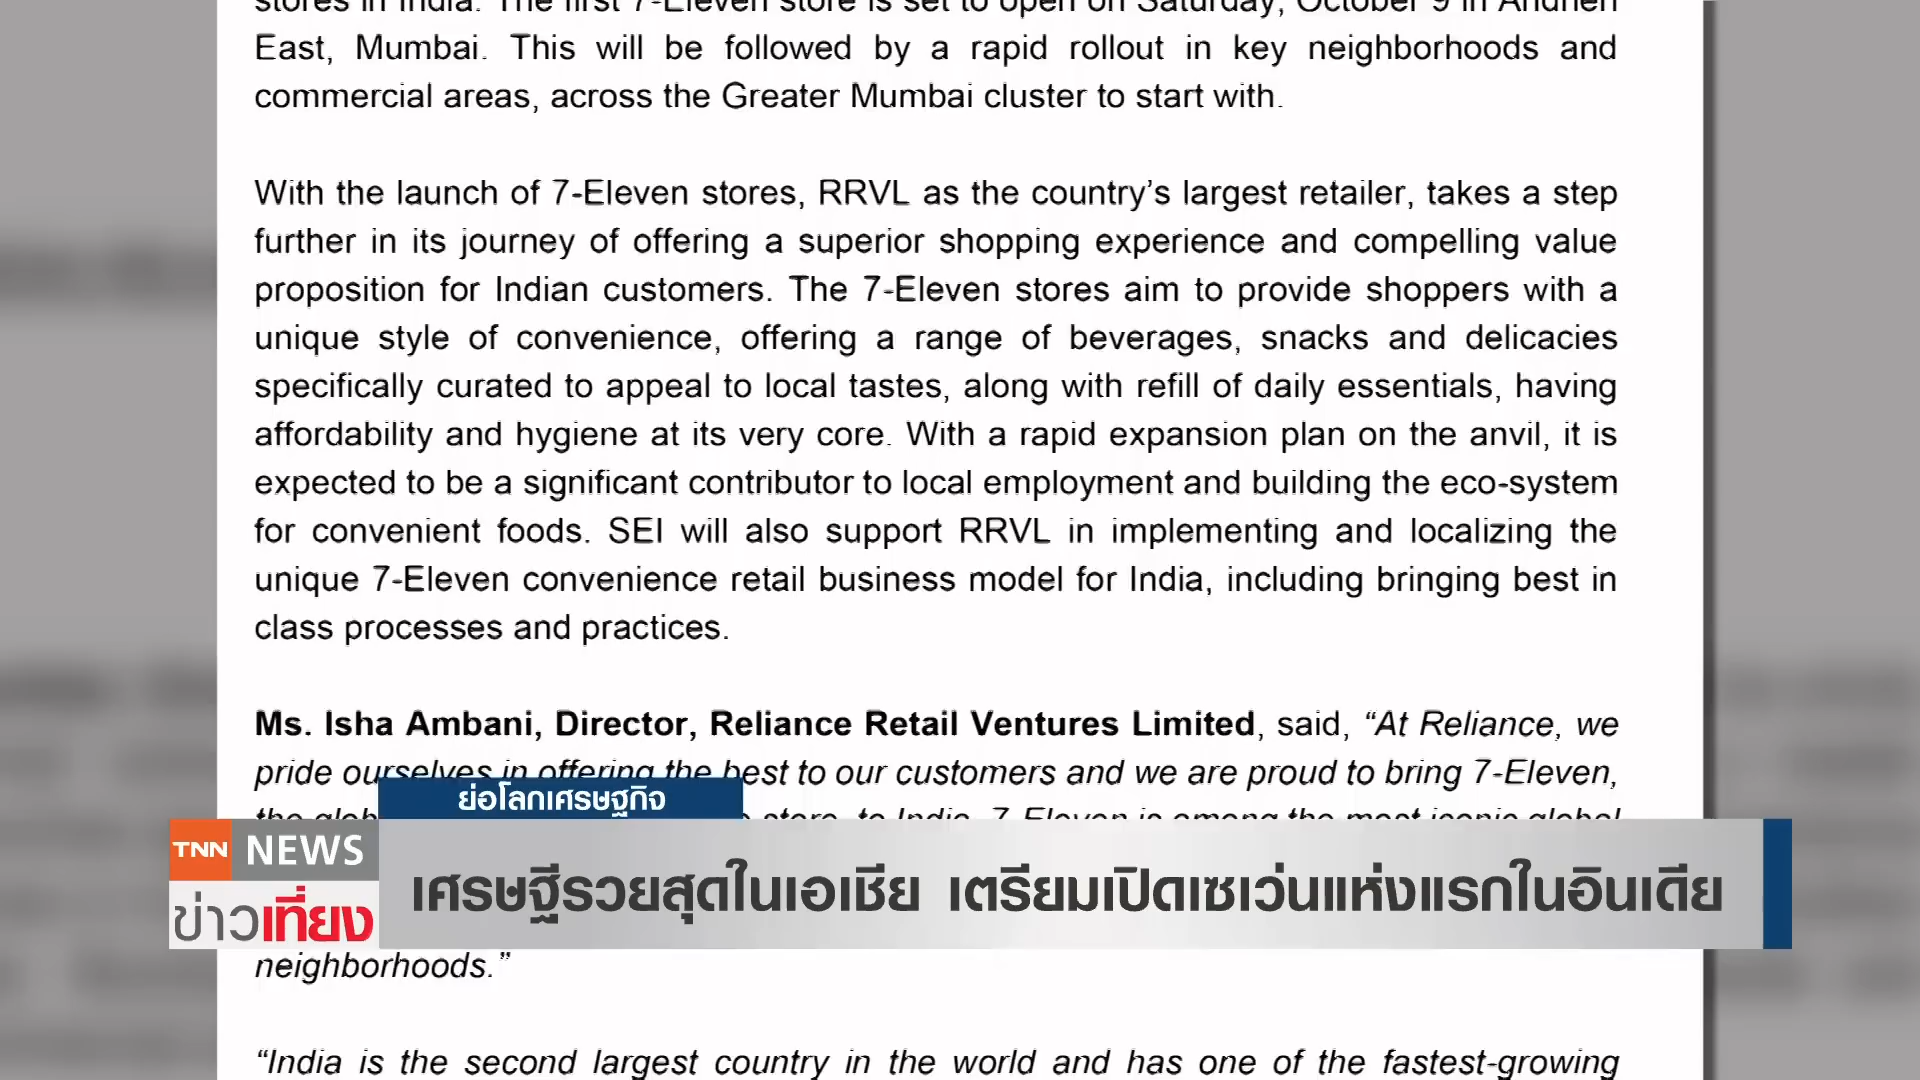 stores in India. The first 7-Eleven store is set to open on Saturday, October 9 in Andheri
East, Mumbai. This will be followed by a rapid rollout in key neighborhoods and
commercial areas, across the Greater Mumbai cluster to start with.
With the launch of 7-Eleven stores, RRVL as the country’s largest retailer, takes a step
further in its journey of offering a superior shopping experience and compelling value
proposition for Indian customers. The 7-Eleven stores aim to provide shoppers with a
unique style of convenience, offering a range of beverages, snacks and delicacies
specifically curated to appeal to local tastes, along with refill of daily essentials, having
affordability and hygiene at its very core. With a rapid expansion plan on the anvil, it is
expected to be a significant contributor to local employment and building the eco-system
for convenient foods. SEI will also support RRVL in implementing and localizing the
unique 7-Eleven convenience retail business model for India, including bringing best in
class processes and practices.
Ms. Isha Ambani, Director, Reliance Retail Ventures Limited, said, “At Reliance, we
pride ourselves in offering the best to our customers and we are proud to bring 7-Eleven,
the store, to India. 7-Eleven is among the most iconic global
ย่อโลกเศรษฐกิจ
TNN NEWS
ข่าวเที่ยง
เศรษฐีรวยสุดในเอเชีย เตรียมเปิดเซเว่นแห่งแรกในอินเดีย
neighborhoods.”
“India is the second largest country in the world and has one of the fastest-growing